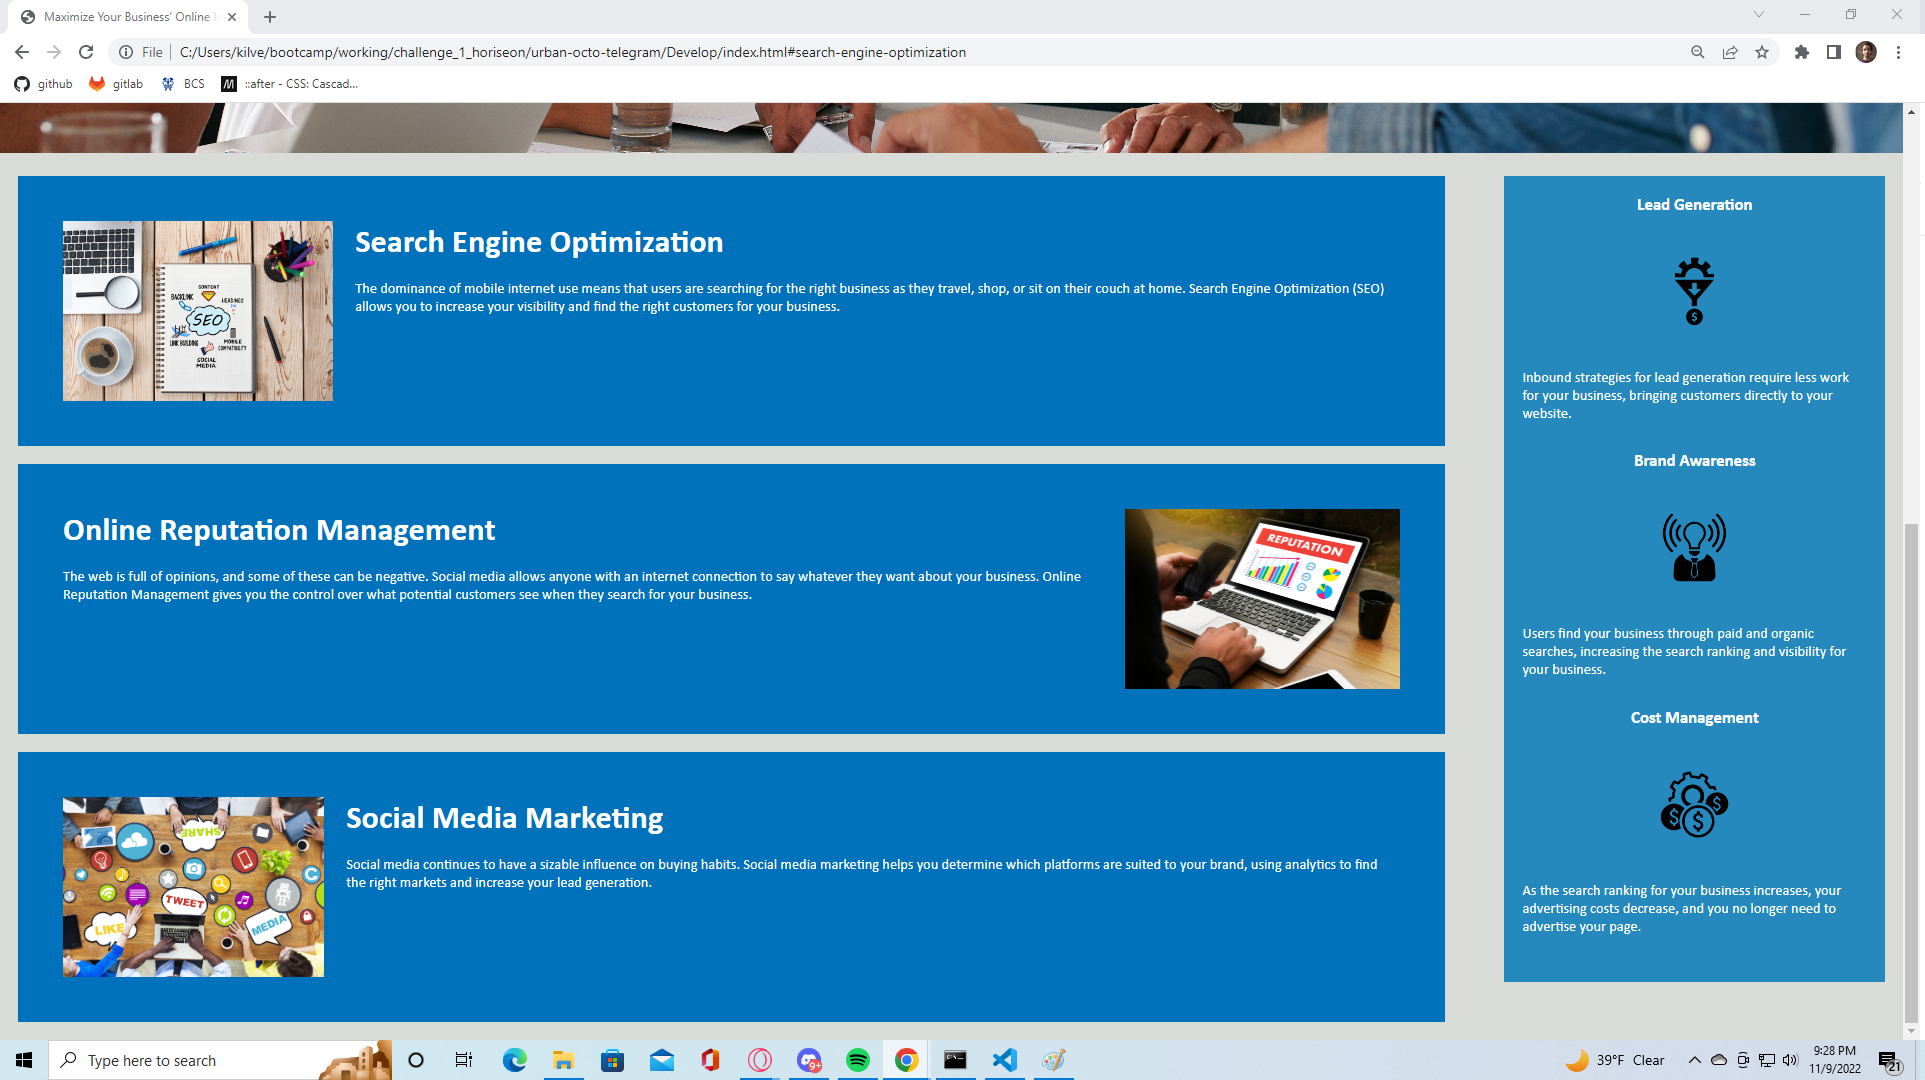 Maximize Your Business' Online
File
C:/Users/kilve/bootcamp/working/challenge_1_horiseon/urban-octo-telegram/Develop/index.html#search-engine-optimization
github
gitlab
BCS
M
::after - CSS: Cascad...
Search Engine Optimization
The dominance of mobile internet use means that users are searching for the right business as they travel, shop, or sit on their couch at home. Search Engine Optimization (SEO)
allows you to increase your visibility and find the right customers for your business.
CONTENT
BACKLINK
HEADINGS
SEO
LINK BUILDING
MOBILE
COMPATIBILITY
SOCIAL
MEDIA
Online Reputation Management
The web is full of opinions, and some of these can be negative. Social media allows anyone with an internet connection to say whatever they want about your business. Online
Reputation Management gives you the control over what potential customers see when they search for your business.
REPUTATION
Social Media Marketing
Social media continues to have a sizable influence on buying habits. Social media marketing helps you determine which platforms are suited to your brand, using analytics to find
the right markets and increase your lead generation.
SHARE
TWEET
LIKE
MEDIA
Lead Generation
$
Inbound strategies for lead generation require less work
for your business, bringing customers directly to your
website.
Brand Awareness
Users find your business through paid and organic
searches, increasing the search ranking and visibility for
your business.
Cost Management
$
$
$
As the search ranking for your business increases, your
advertising costs decrease, and you no longer need to
advertise your page.
Type here to search
9+
39°F Clear
9:28 PM
11/9/2022
21